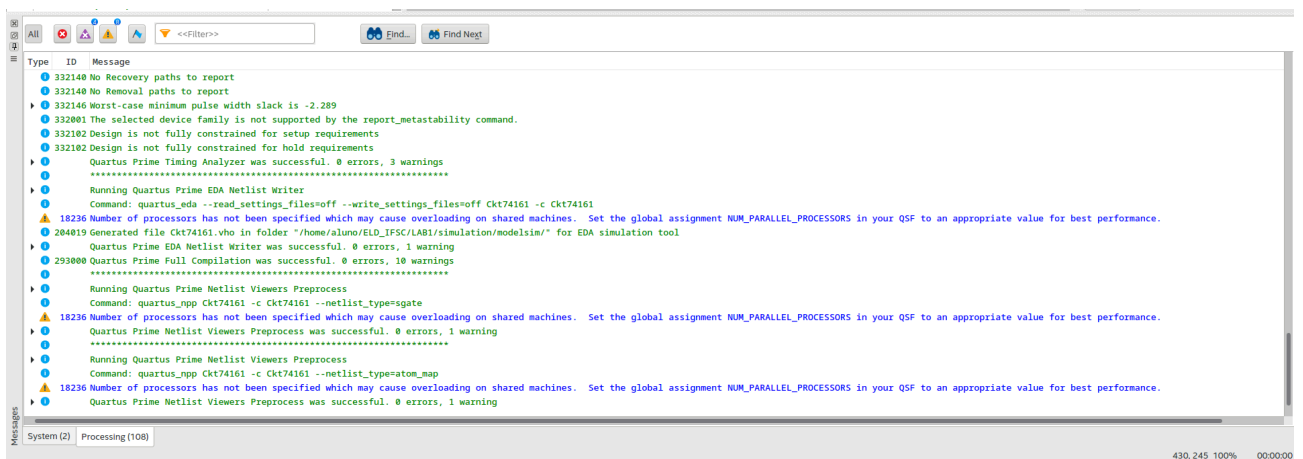 All <<Filter>> Find... Find Next
Type ID Message
332140 No Recovery paths to report
332140 No Removal paths to report
332146 Worst-case minimum pulse width slack is -2.289
332001 The selected device family is not supported by the report_metastability command.
332102 Design is not fully constrained for setup requirements
332102 Design is not fully constrained for hold requirements
Quartus Prime Timing Analyzer was successful. 0 errors, 3 warnings
*******************************************************************
Running Quartus Prime EDA Netlist Writer
Command: quartus_eda --read_settings_files=off --write_settings_files=off Ckt74161 -c Ckt74161
18236 Number of processors has not been specified which may cause overloading on shared machines.  Set the global assignment NUM_PARALLEL_PROCESSORS in your QSF to an appropriate value for best performance.
204019 Generated file Ckt74161.vho in folder "/home/aluno/ELD_IFSC/LAB1/simulation/modelsim/" for EDA simulation tool
Quartus Prime EDA Netlist Writer was successful. 0 errors, 1 warning
293000 Quartus Prime Full Compilation was successful. 0 errors, 10 warnings
*******************************************************************
Running Quartus Prime Netlist Viewers Preprocess
Command: quartus_npp Ckt74161 -c Ckt74161 --netlist_type=sgate
18236 Number of processors has not been specified which may cause overloading on shared machines.  Set the global assignment NUM_PARALLEL_PROCESSORS in your QSF to an appropriate value for best performance.
Quartus Prime Netlist Viewers Preprocess was successful. 0 errors, 1 warning
*******************************************************************
Running Quartus Prime Netlist Viewers Preprocess
Command: quartus_npp Ckt74161 -c Ckt74161 --netlist_type=atom_map
18236 Number of processors has not been specified which may cause overloading on shared machines.  Set the global assignment NUM_PARALLEL_PROCESSORS in your QSF to an appropriate value for best performance.
Quartus Prime Netlist Viewers Preprocess was successful. 0 errors, 1 warning
Messages
System (2) Processing (108)
430, 245 100% 00:00:00